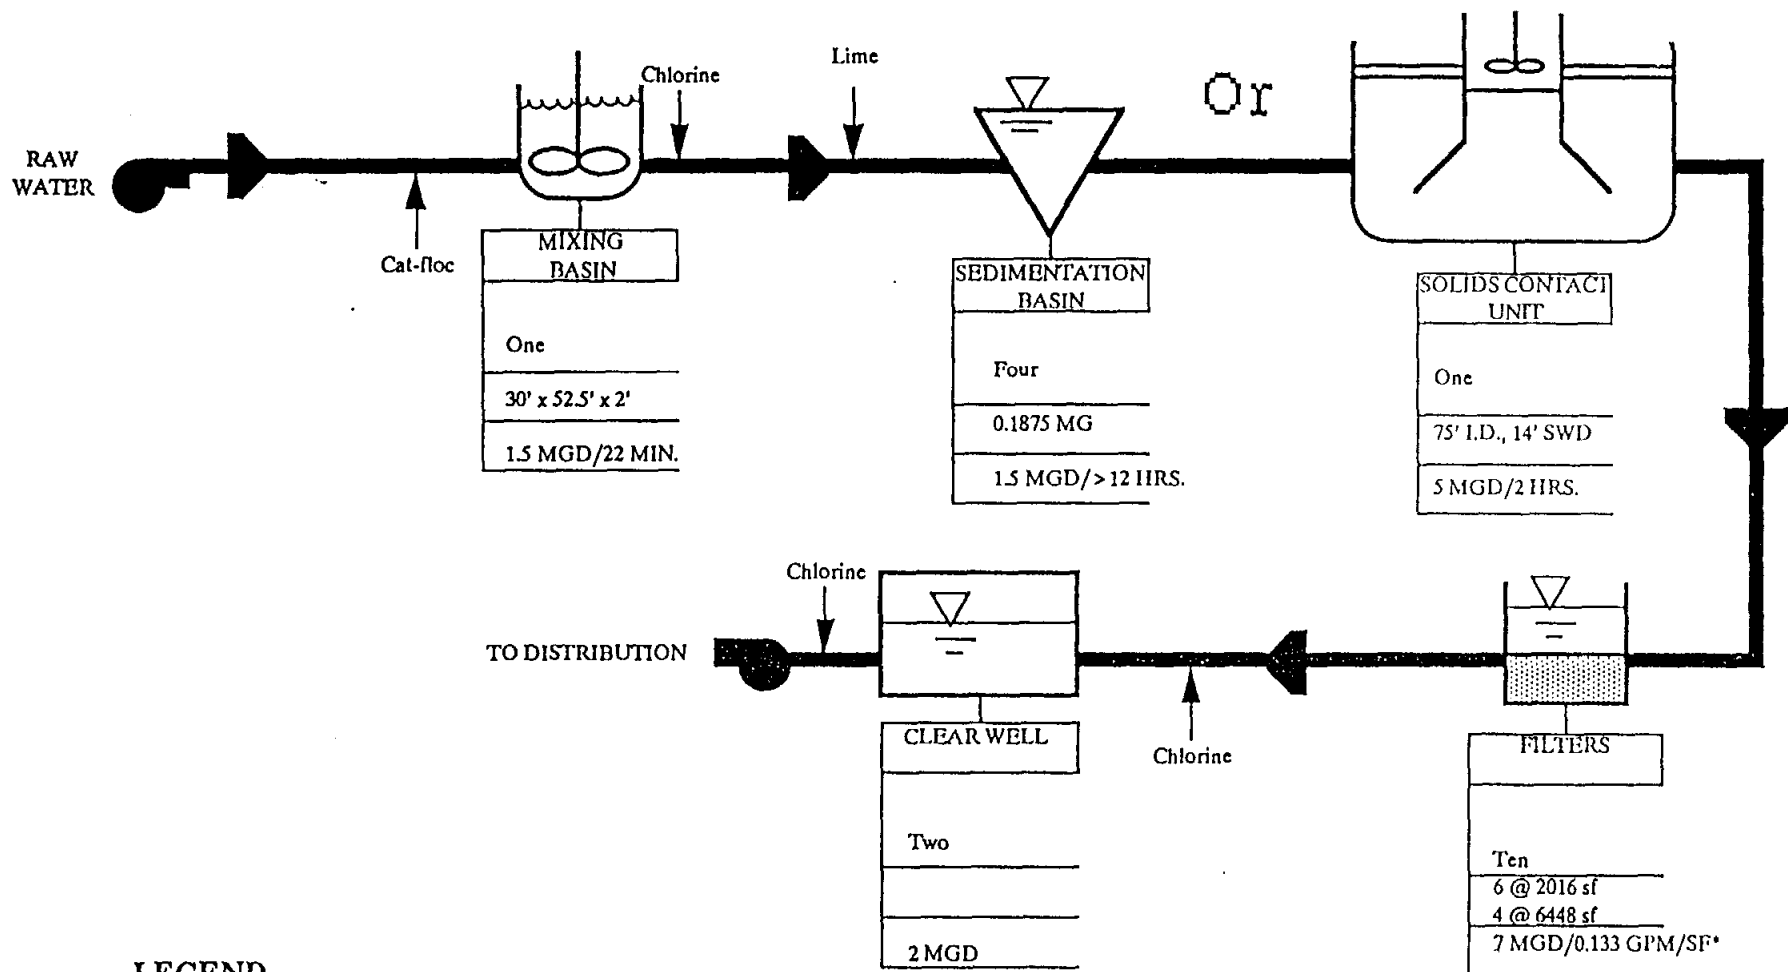 Chlorine
Lime
Or
RAW
WATER
Cat-floc
MIXING
BASIN
One
30' x 52.5' x 2'
1.5 MGD/22 MIN.
SEDIMENTATION
BASIN
Four
0.1875 MG
1.5 MGD/>12 HRS.
SOLIDS CONTACT
UNIT
One
75' I.D., 14' SWD
5 MGD/2 HRS.
Chlorine
TO DISTRIBUTION
Chlorine
CLEAR WELL
Two
2 MGD
FILTERS
Ten
6 @ 2016 sf
4 @ 6448 sf
7 MGD/0.133 GPM/SF*
LEGEND